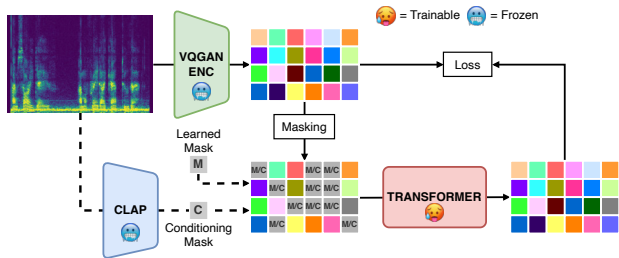 = Trainable
= Frozen
VQGAN
ENC
Loss
Masking
Learned
Mask
M
M/C M/C M/C
M/C M/C M/C
M/C M/C M/C
M/C M/C
TRANSFORMER
CLAP
C
Conditioning
Mask